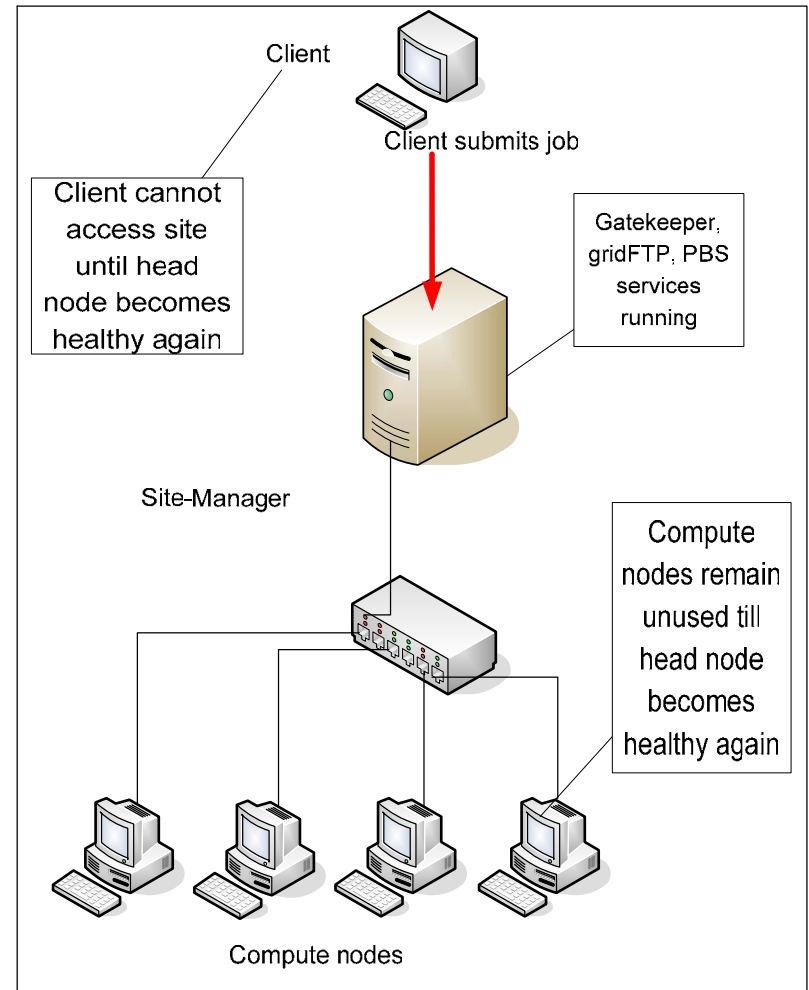 Client
Client submits job
Client cannot
access site
until head
node becomes
healthy again
Gatekeeper,
gridFTP, PBS
services
running
Site-Manager
Compute
nodes remain
unused till
head node
becomes
healthy again
Compute nodes